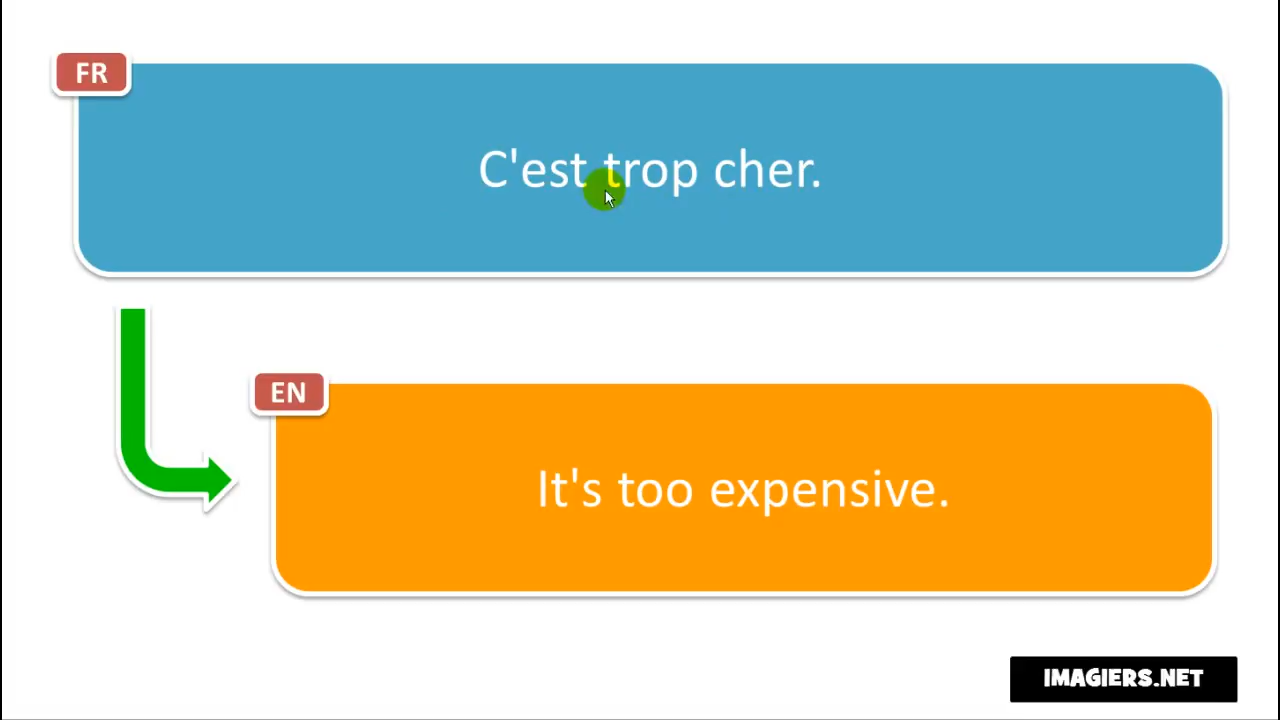 FR
C'est trop cher.
EN
It's too expensive.
IMAGIERS.NET